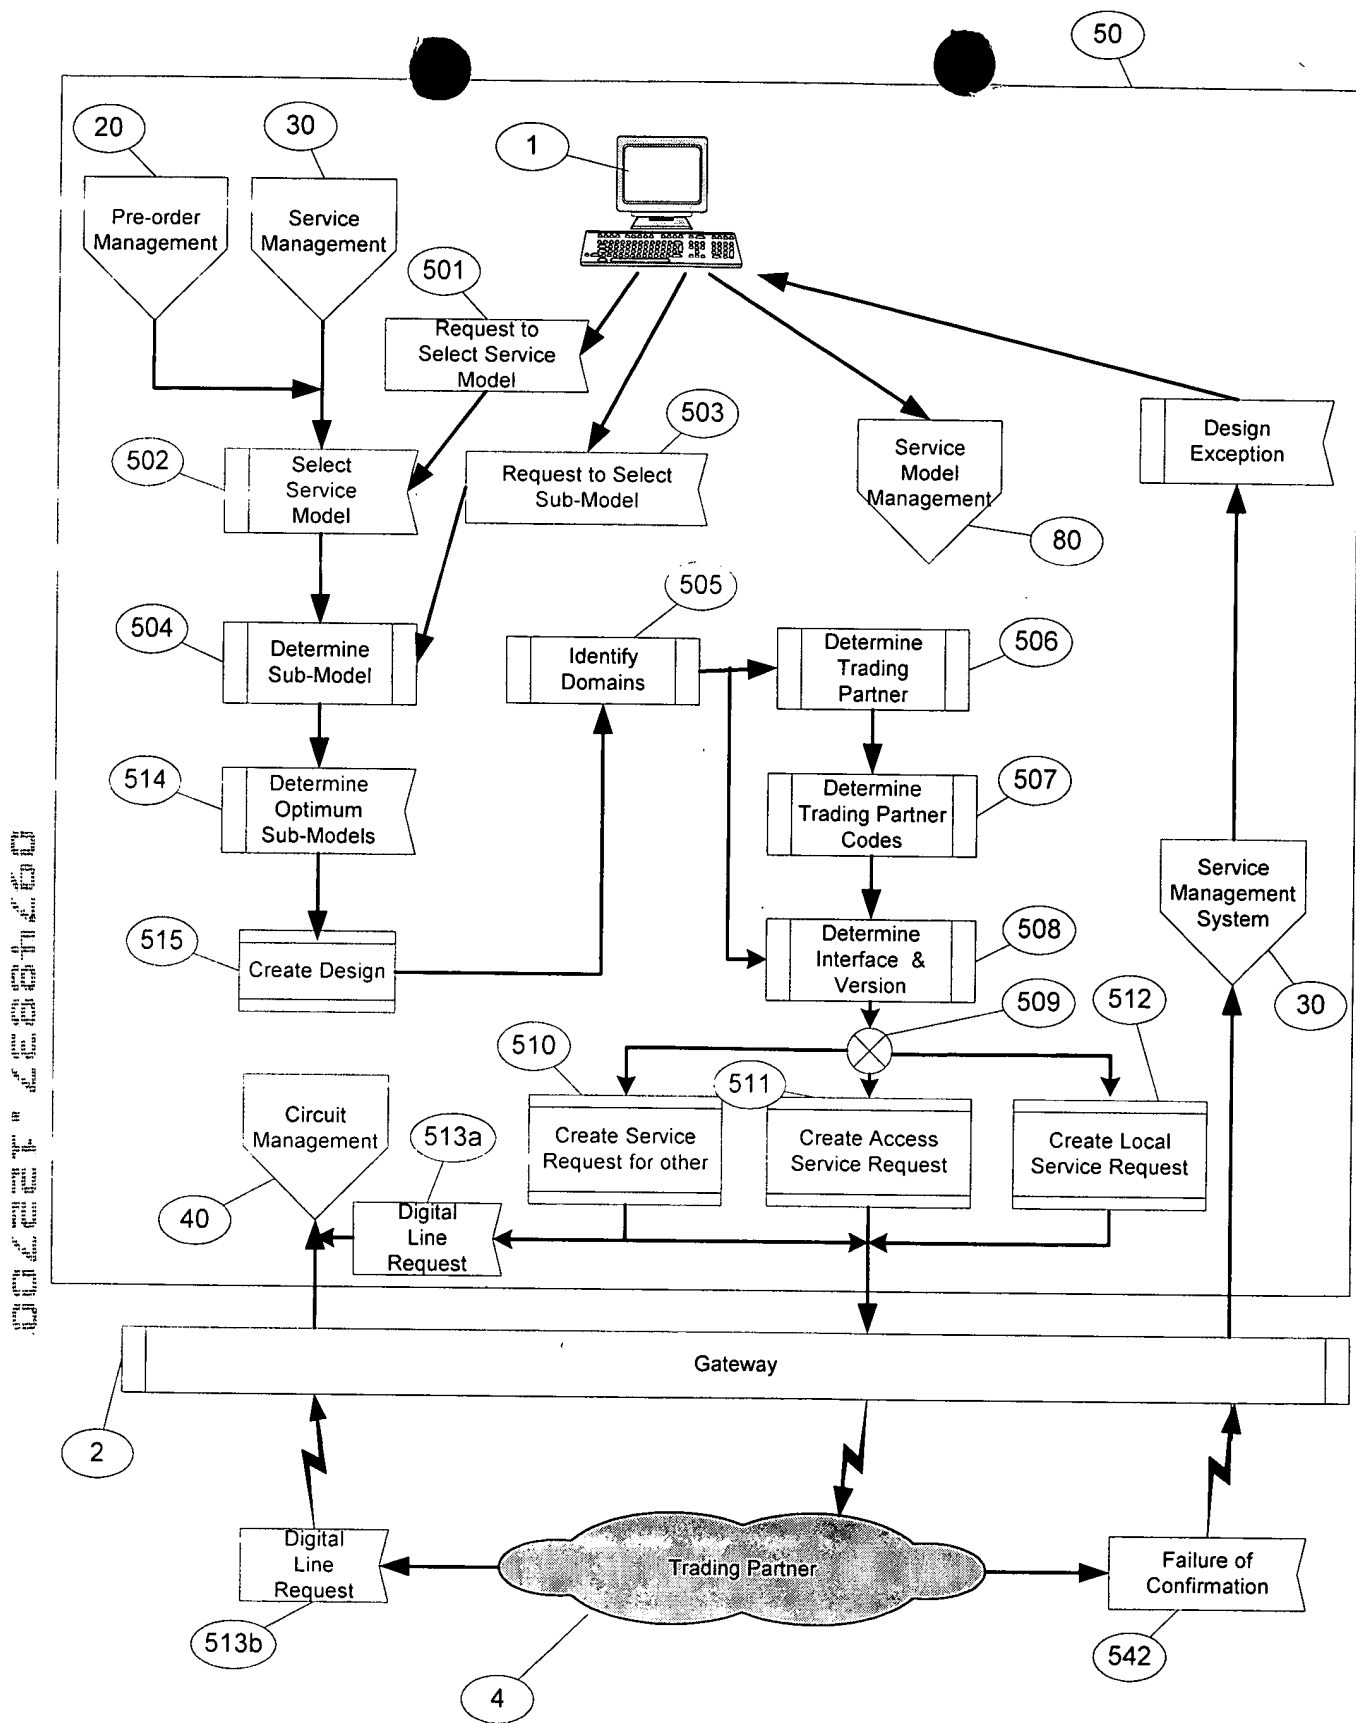 50
20
30
1
Pre-order
Management
Service
Management
501
Request to
Select Service
Model
503
502
Select
Service
Model
Request to Select
Sub-Model
Service
Model
Management
80
Design
Exception
505
504
Determine
Sub-Model
Identify
Domains
Determine
Trading
Partner
506
514
Determine
Optimum
Sub-Models
Determine
Trading Partner
Codes
507
Service
Management
System
30
515
Create Design
Determine
Interface &
Version
508
509
512
510
511
Circuit
Management
513a
Create Service
Request for other
Create Access
Service Request
Create Local
Service Request
40
Digital
Line
Request
Gateway
2
Digital
Line
Request
513b
Trading Partner
4
Failure of
Confirmation
542